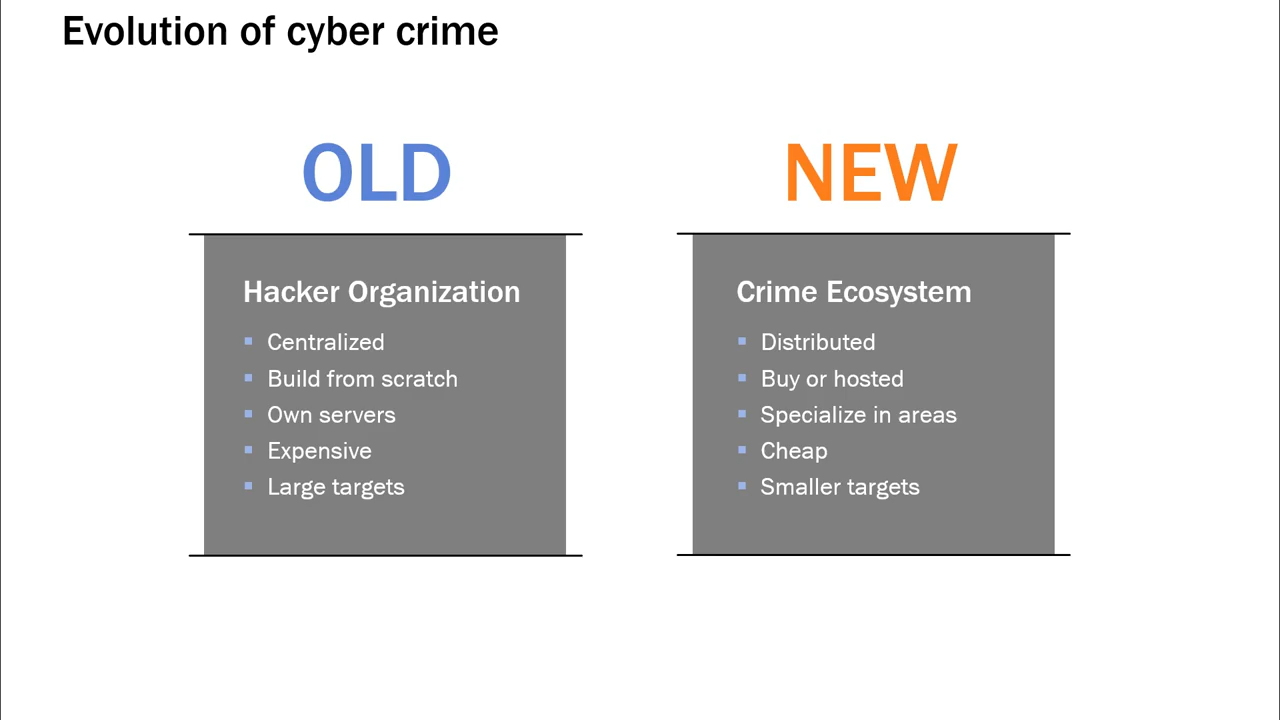 Evolution of cyber crime
OLD
Hacker Organization
Centralized
Build from scratch
Own servers
Expensive
Large targets
NEW
Crime Ecosystem
Distributed
Buy or hosted
Specialize in areas
Cheap
Smaller targets